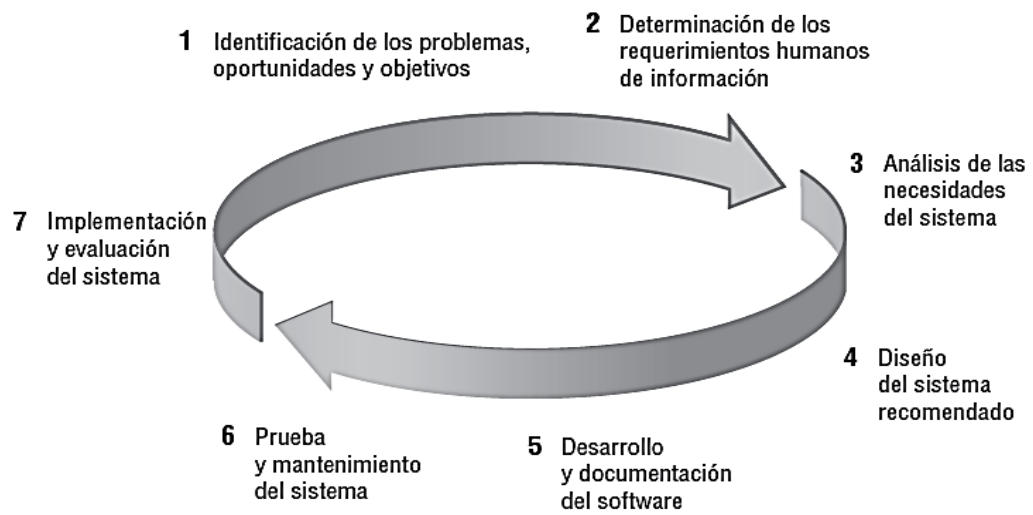 1 Identificación de los problemas,
oportunidades y objetivos
2 Determinación de los
requerimientos humanos
de información
3 Análisis de las
necesidades
del sistema
4 Diseño
del sistema
recomendado
5 Desarrollo
y documentación
del software
6 Prueba
y mantenimiento
del sistema
7 Implementación
y evaluación
del sistema